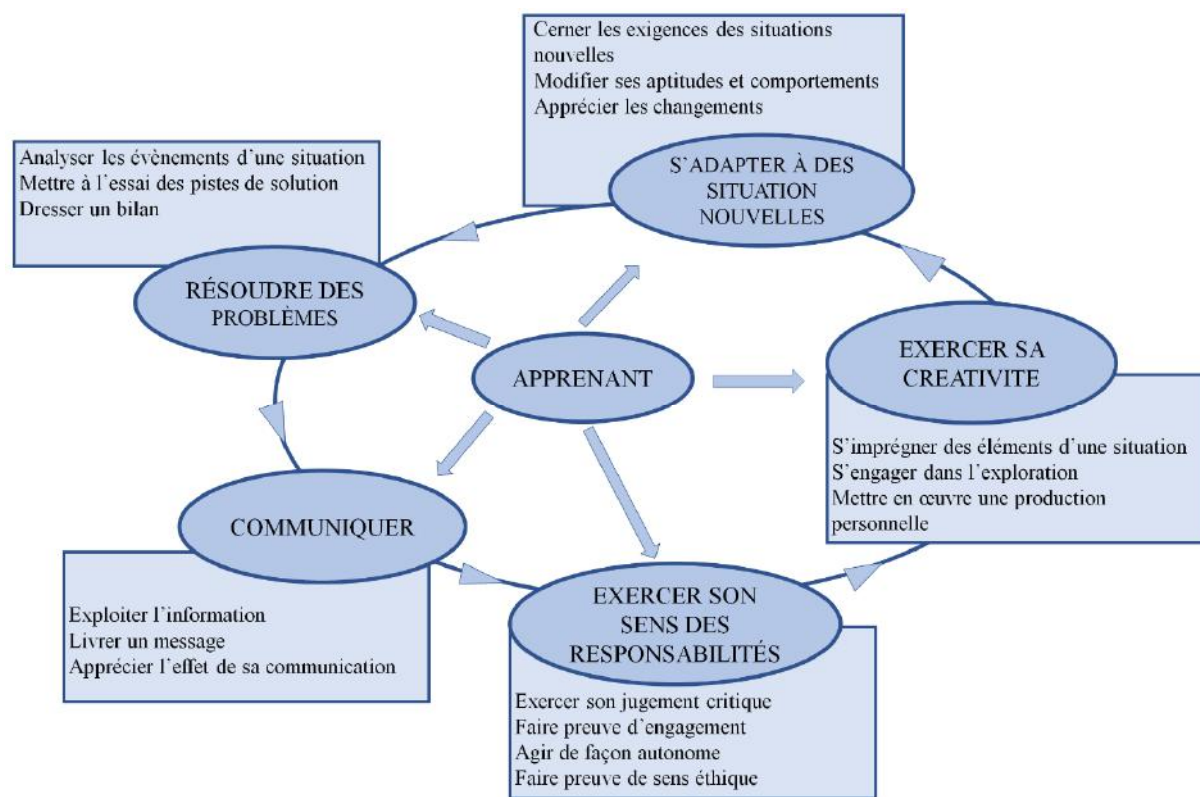 Cerner les exigences des situations
nouvelles
Modifier ses aptitudes et comportements
Apprécier les changements
S'ADAPTER À DES
SITUATION
NOUVELLES
Analyser les évènements d'une situation
Mettre à l'essai des pistes de solution
Dresser un bilan
RÉSOUDRE DES
PROBLÈMES
APPRENANT
EXERCER SA
CREATIVITE
S'imprégner des éléments d'une situation
S'engager dans l'exploration
Mettre en œuvre une production
personnelle
COMMUNIQUER
Exploiter l'information
Livrer un message
Apprécier l'effet de sa communication
EXERCER SON
SENS DES
RESPONSABILITÉS
Exercer son jugement critique
Faire preuve d'engagement
Agir de façon autonome
Faire preuve de sens éthique